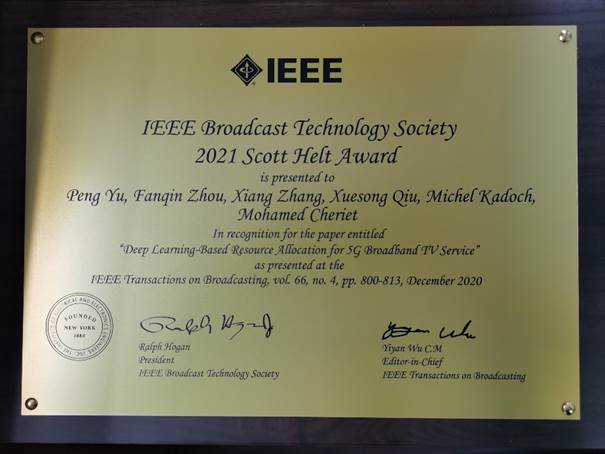 IEEE
IEEE Broadcast Technology Society
2021 Scott Helt Award
is presented to
Peng Yu, Fanqin Zhou, Xiang Zhang, Xuesong Qiu, Michel Kadoch,
Mohamed Cheriet
In recognition for the paper entitled
“Deep Learning-Based Resource Allocation for 5G Broadband TV Service”
as presented at the
IEEE Transactions on Broadcasting, vol. 66, no. 4, pp. 800-813, December 2020
FOUNDED
NEW YORK
1884
Ralph Hogan
Ralph Hogan
President
IEEE Broadcast Technology Society
Yiyan Wu C.M
Editor-in-Chief
IEEE Transactions on Broadcasting